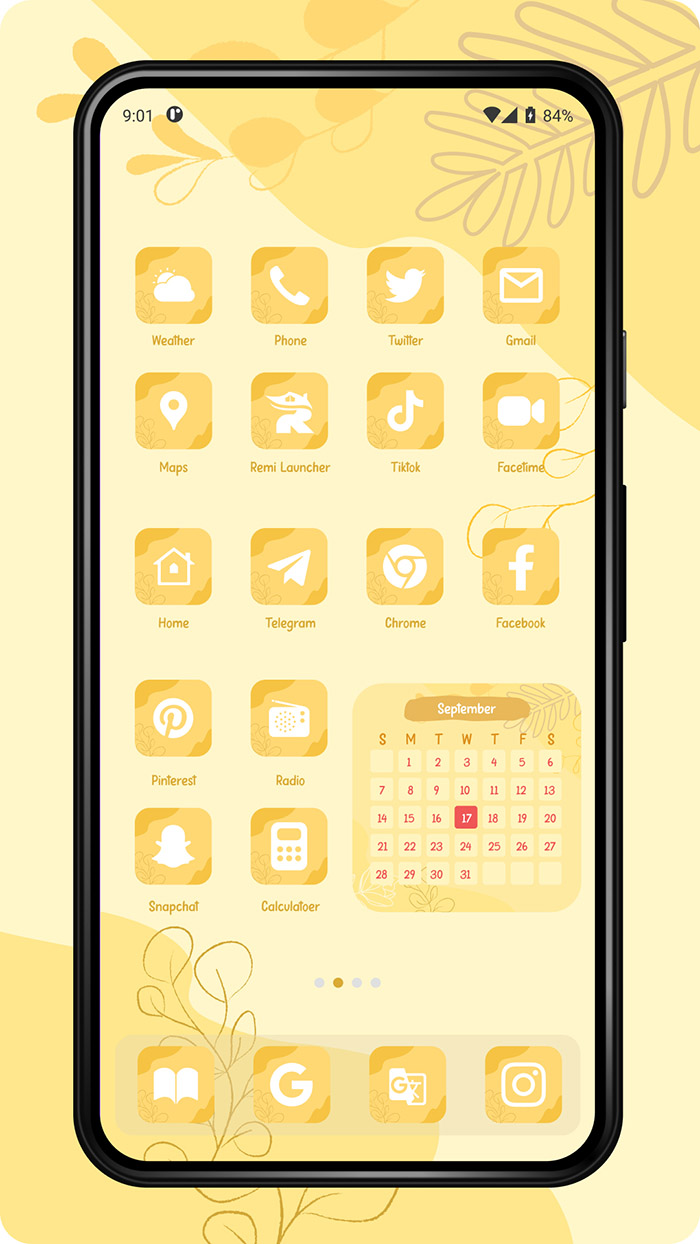 9:01 84%
Weather Phone Twitter Gmail
Maps Remi Launcher Tiktok Facetime
Home Telegram Chrome Facebook
Pinterest Radio
Snapchat Calculatoer
September
S M T W T F S
1 2 3 4 5 6
7 8 9 10 11 12 13
14 15 16 17 18 19 20
21 22 23 24 25 26 27
28 29 30 31